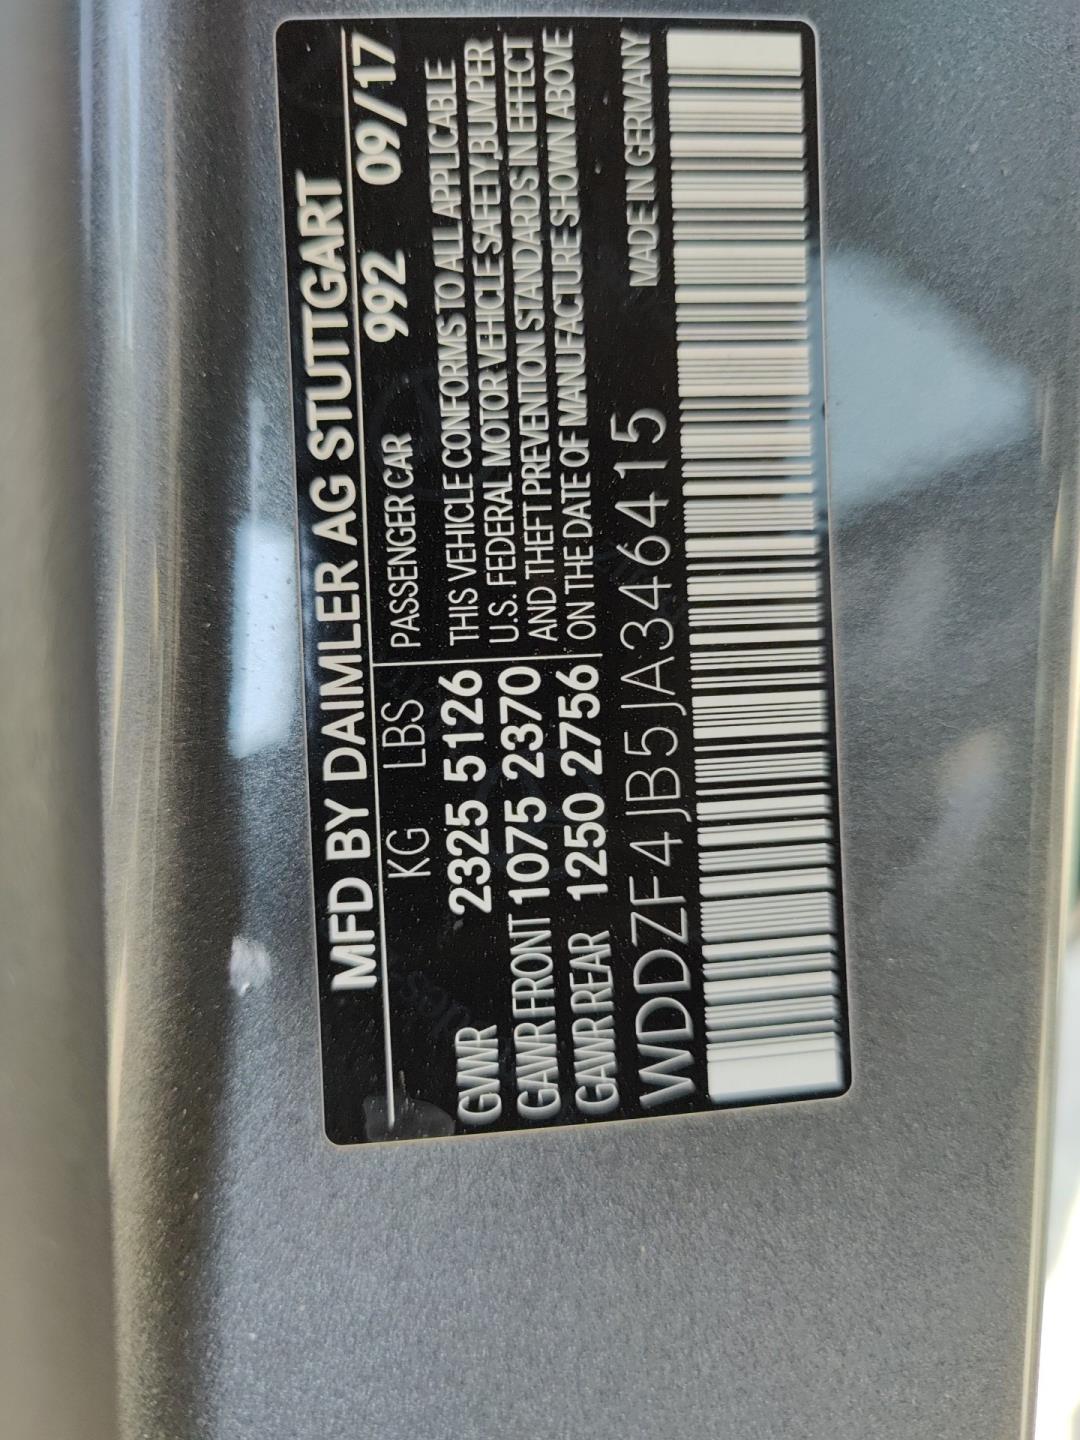 MFD BY DAIMLER AG STUTTGART
992 09/17
KG LBS PASSENGER CAR
GVWR 2325 5126 THIS VEHICLE CONFORMS TO ALL APPLICABLE
U.S. FEDERAL MOTOR VEHICLE SAFETY, BUMPER
GAWR FRONT 1075 2370 AND THEFT PREVENTION STANDARDS IN EFFECT
GAWR REAR 1250 2756 ON THE DATE OF MANUFACTURE SHOWN ABOVE
WDDZF4JB5JA346415 MADE IN GERMANY